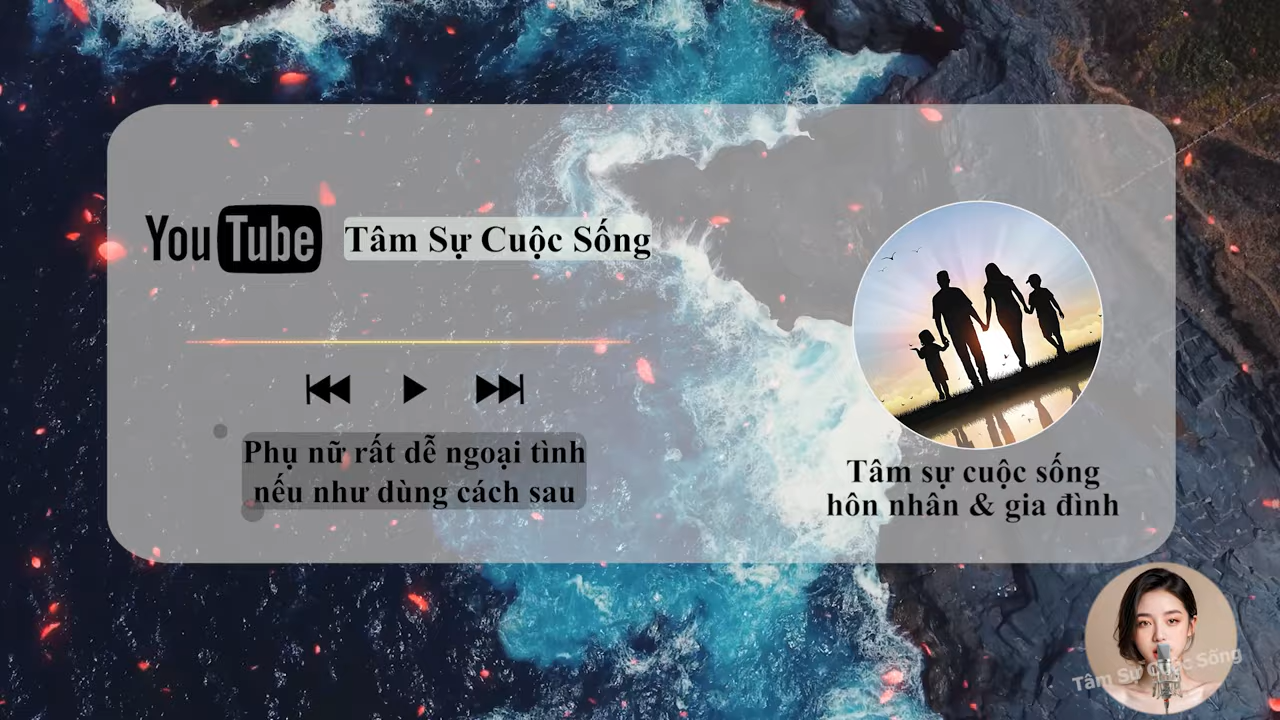 YouTube
Tâm Sự Cuộc Sống
Phụ nữ rất dễ ngoại tình
nếu như dùng cách sau
Tâm sự cuộc sống
hôn nhân & gia đình
Tâm Sự Cuộc Sống